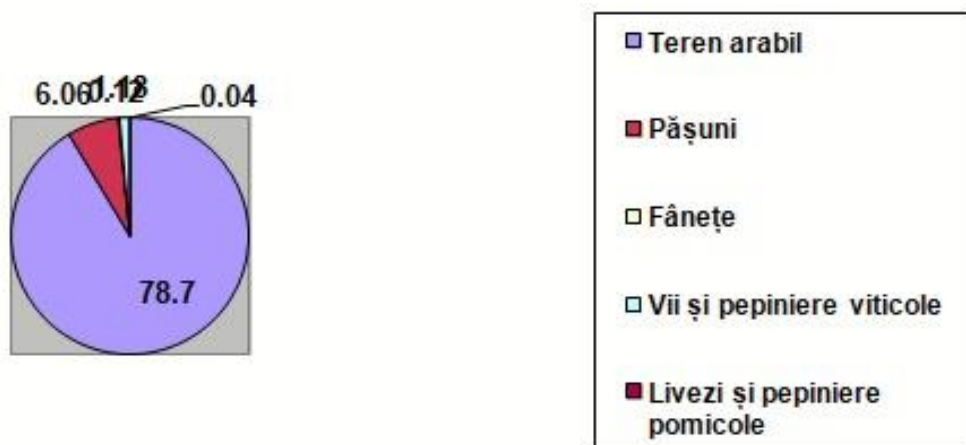 Teren arabil
6.06
0.04
Pășuni
Fânețe
78.7
Vii și pepiniere viticole
Livezi și pepiniere
pomicole